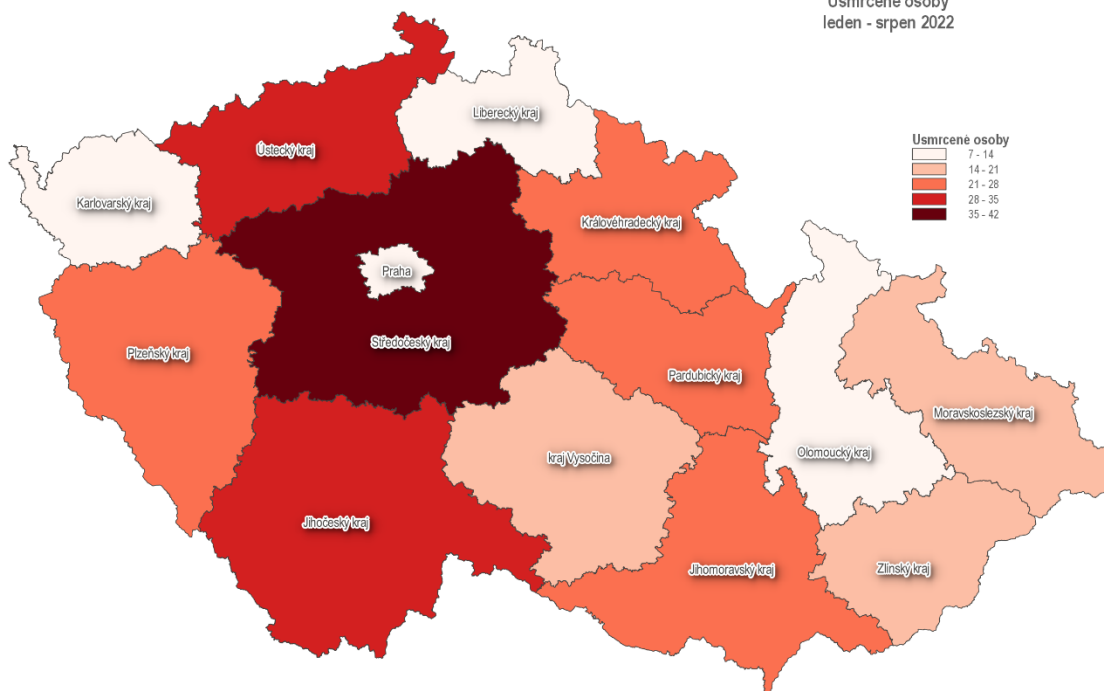 Usmrcené osoby
leden - srpen 2022
Liberecký kraj
Usmrcené osoby
7 - 14
14 - 21
21 - 28
28 - 35
35 - 42
Ústecký kraj
Karlovarský kraj
Královéhradecký kraj
Praha
Středočeský kraj
Plzeňský kraj
Pardubický kraj
Moravskoslezský kraj
Olomoucký kraj
kraj Vysočina
Jihočeský kraj
Jihomoravský kraj
Zlínský kraj